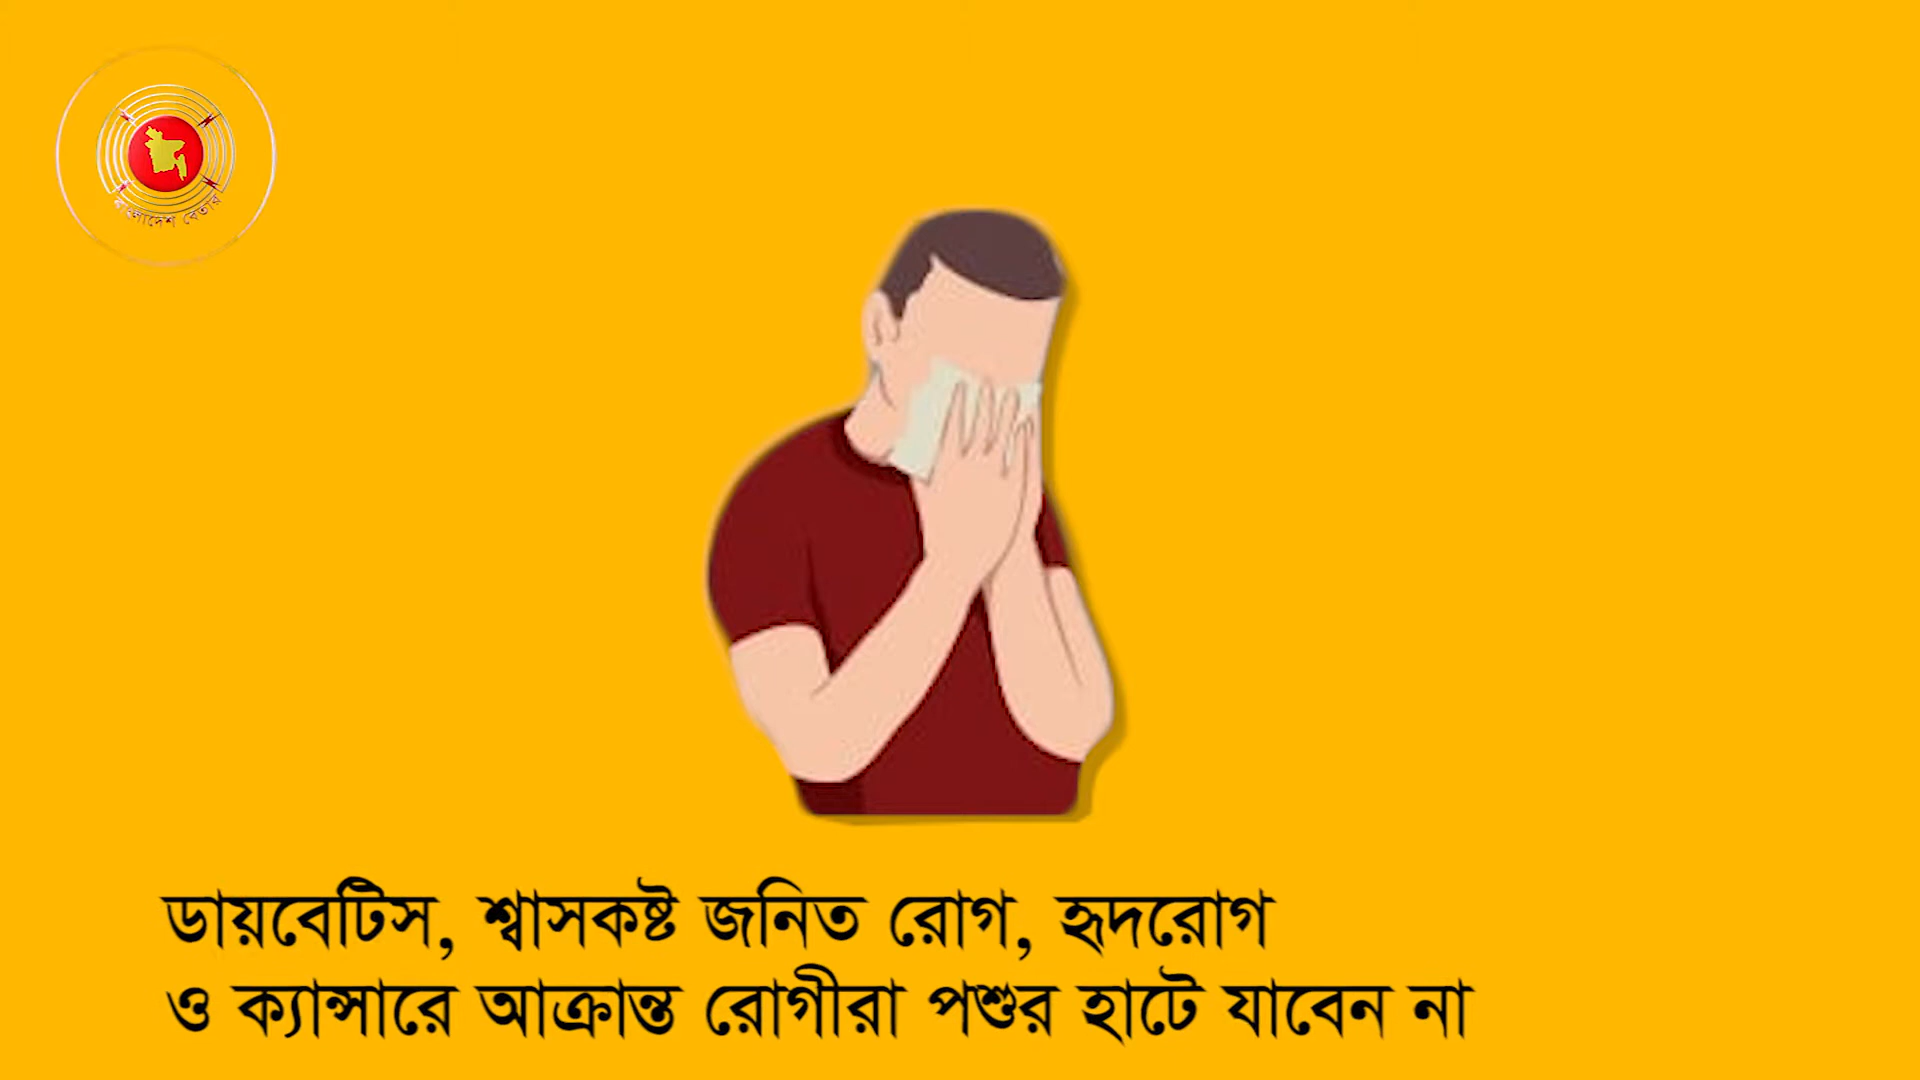 বাংলাদেশ বেতার
ডায়বেটিস, শ্বাসকষ্ট জনিত রোগ, হৃদরোগ
ও ক্যান্সারে আক্রান্ত রোগীরা পশুর হাটে যাবেন না